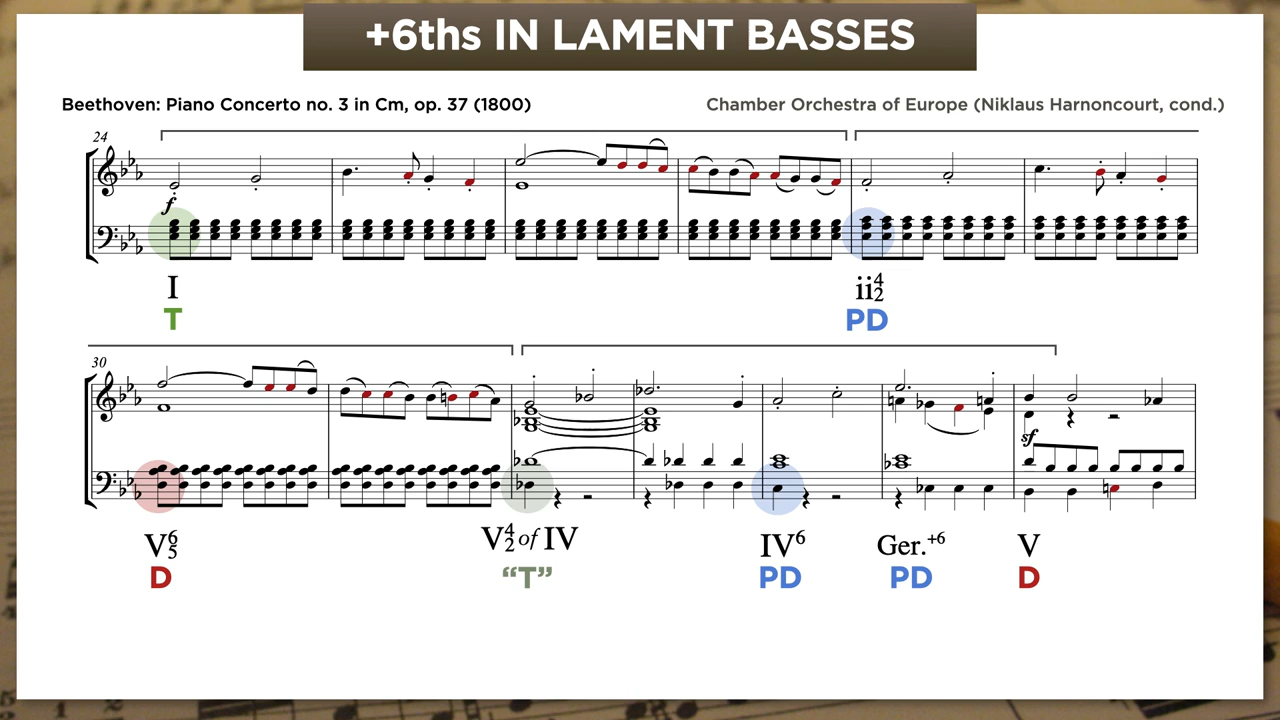 +6ths IN LAMENT BASSES
Beethoven: Piano Concerto no. 3 in Cm, op. 37 (1800)
Chamber Orchestra of Europe (Niklaus Harnoncourt, cond.)
24
f
I
ii4/2
T
PD
30
sf
V6/5
V4/2 of IV
IV6
Ger.+6
V
D
“T”
PD
PD
D